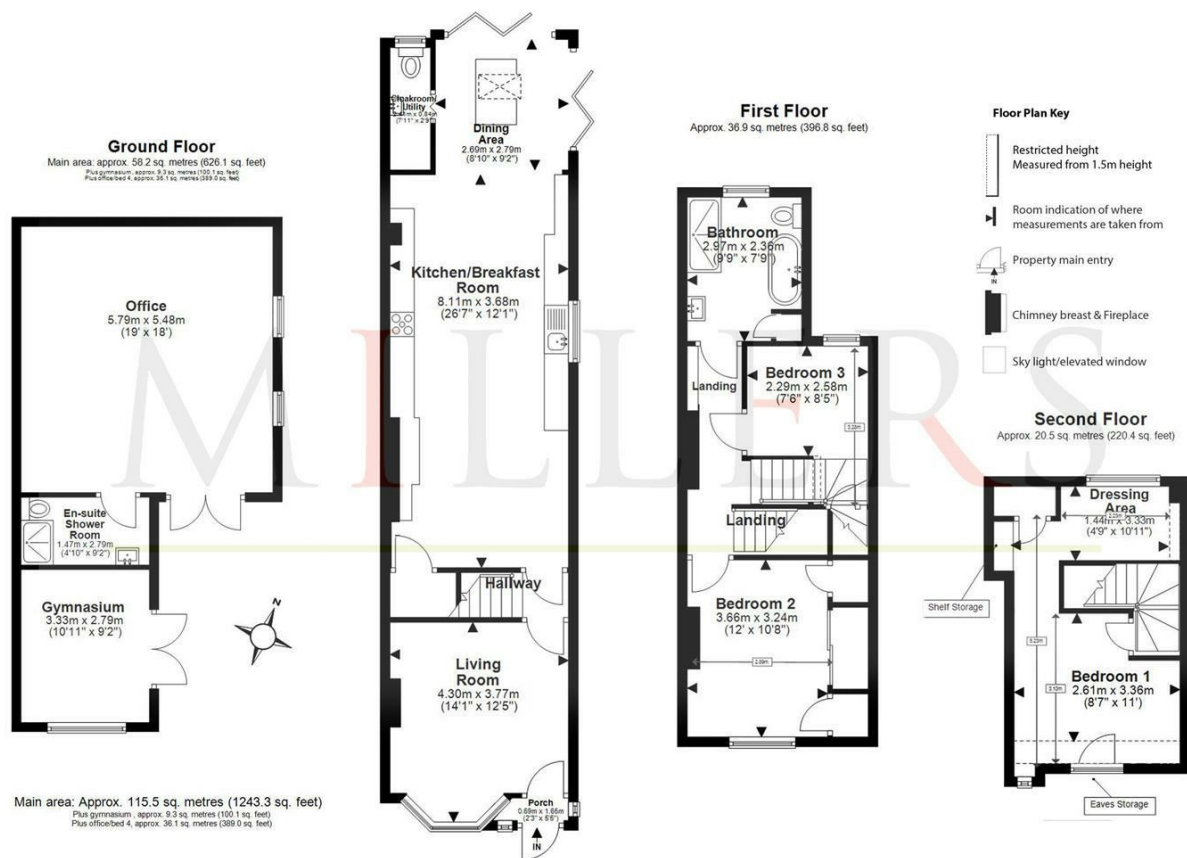 Ground Floor
Main area: approx. 58.2 sq. metres (626.1 sq. feet)
Plus gymnasium , approx. 9.3 sq. metres (100.1 sq. feet)
Plus office/bed 4, approx. 36.1 sq. metres (389.0 sq. feet)
Office
5.79m x 5.48m
(19' x 18')
En-suite
Shower
Room
1.47m x 2.79m
(4'10" x 9'2")
Gymnasium
3.33m x 2.79m
(10'11" x 9'2")
N
Main area: Approx. 115.5 sq. metres (1243.3 sq. feet)
Plus gymnasium , approx. 9.3 sq. metres (100.1 sq. feet)
Plus office/bed 4, approx. 36.1 sq. metres (389.0 sq. feet)
Cloakroom/
Utility
x 0.84m
(7'11" x 2'9")
Dining
Area
2.69m x 2.79m
(8'10" x 9'2")
Kitchen/Breakfast
Room
8.11m x 3.68m
(26'7" x 12'1")
Hallway
Living
Room
4.30m x 3.77m
(14'1" x 12'5")
Porch
0.69m x 1.66m
(2'3" x 5'5")
IN
First Floor
Approx. 36.9 sq. metres (396.8 sq. feet)
Bathroom
2.97m x 2.36m
(9'9" x 7'9")
Landing
Bedroom 3
2.29m x 2.58m
(7'6" x 8'5")
Landing
Bedroom 2
3.66m x 3.24m
(12' x 10'8")
2.89m
Floor Plan Key
Restricted height
Measured from 1.5m height
Room indication of where
measurements are taken from
Property main entry
IN
Chimney breast & Fireplace
Sky light/elevated window
Second Floor
Approx. 20.5 sq. metres (220.4 sq. feet)
Dressing
Area
1.44m x 3.33m
(4'9" x 10'11")
Shelf Storage
Bedroom 1
2.61m x 3.36m
(8'7" x 11')
Eaves Storage
MILLERS